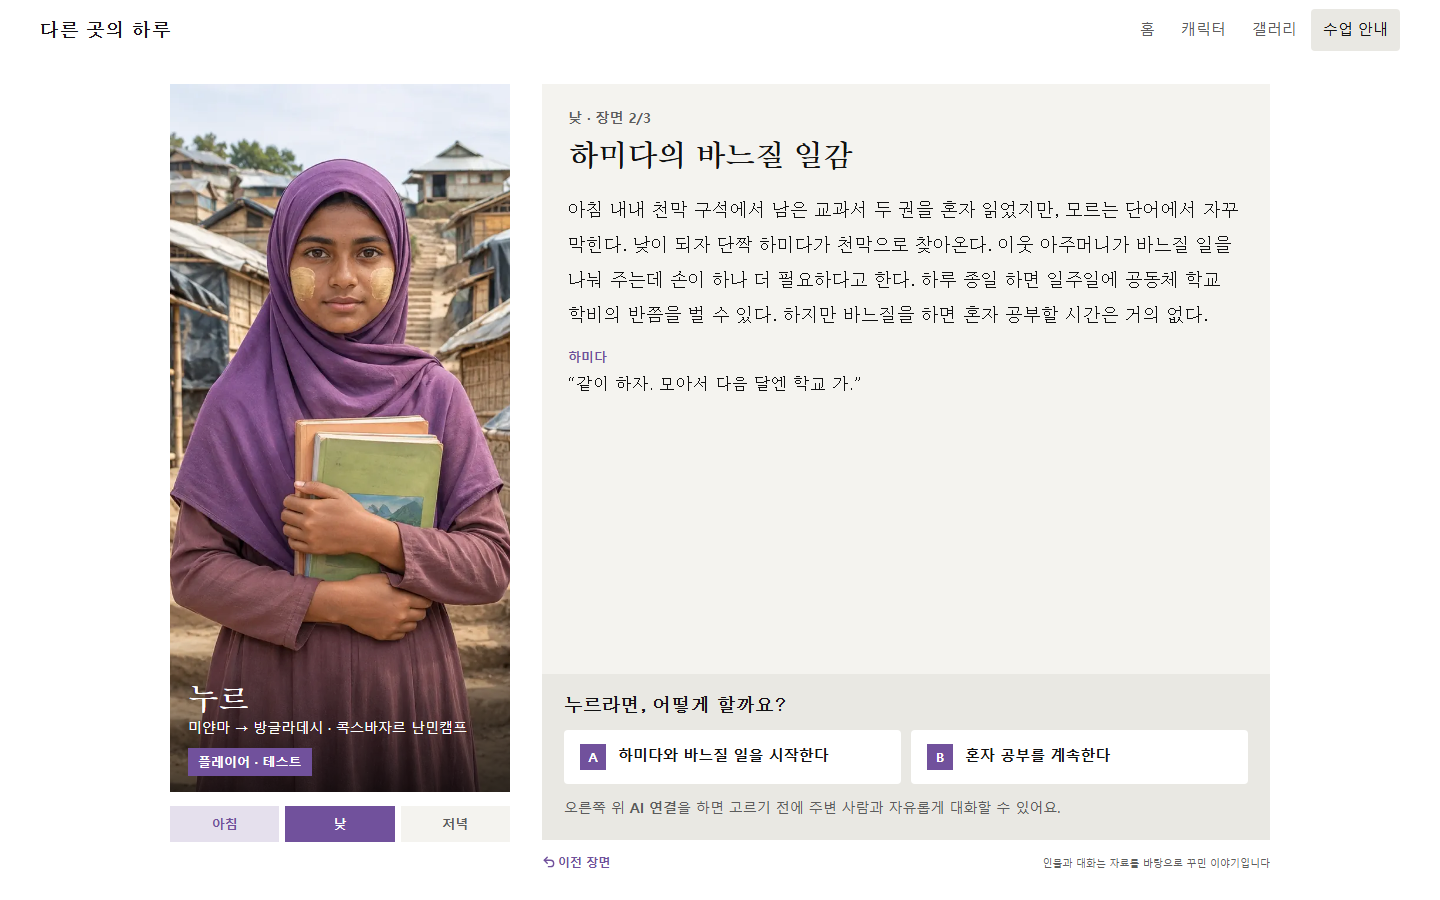 다른 곳의 하루
홈 캐릭터 갤러리 수업 안내
낮 · 장면 2/3
하미다의 바느질 일감
아침 내내 천막 구석에서 남은 교과서 두 권을 혼자 읽었지만, 모르는 단어에서 자꾸
막힌다. 낮이 되자 단짝 하미다가 천막으로 찾아온다. 이웃 아주머니가 바느질 일을
나눠 주는데 손이 하나 더 필요하다고 한다. 하루 종일 하면 일주일에 공동체 학교
학비의 반쯤을 벌 수 있다. 하지만 바느질을 하면 혼자 공부할 시간은 거의 없다.
하미다
“같이 하자. 모아서 다음 달엔 학교 가.”
누르
미얀마 → 방글라데시 · 콕스바자르 난민캠프
플레이어 · 테스트
아침 낮 저녁
누르라면, 어떻게 할까요?
A 하미다와 바느질 일을 시작한다
B 혼자 공부를 계속한다
오른쪽 위 AI 연결을 하면 고르기 전에 주변 사람과 자유롭게 대화할 수 있어요.
이전 장면
인물과 대화는 자료를 바탕으로 꾸민 이야기입니다